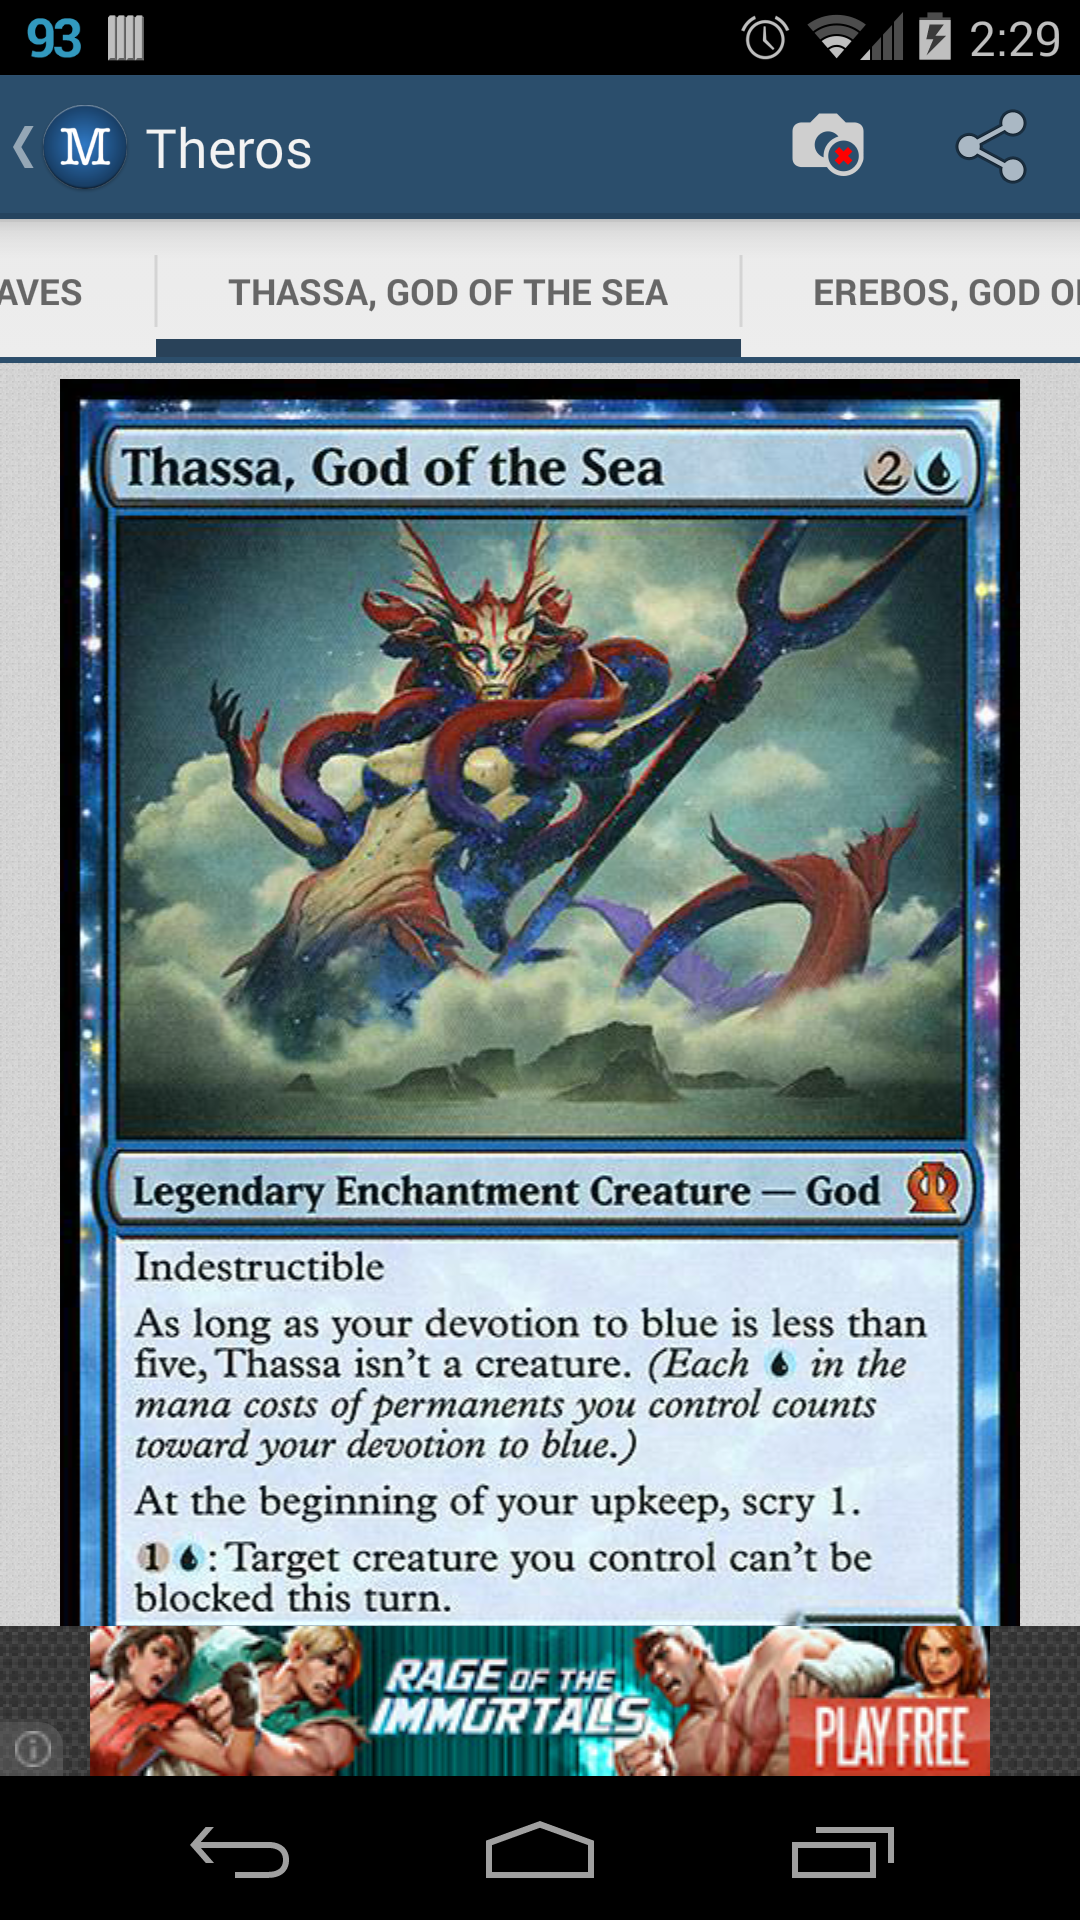 93 2:29
M Theros
AVES THASSA, GOD OF THE SEA EREBOS, GOD O
Thassa, God of the Sea 2
Legendary Enchantment Creature — God
Indestructible
As long as your devotion to blue is less than
five, Thassa isn't a creature. (Each in the
mana costs of permanents you control counts
toward your devotion to blue.)
At the beginning of your upkeep, scry 1.
1 : Target creature you control can't be
blocked this turn.
RAGE OF THE
IMMORTALS
PLAY FREE